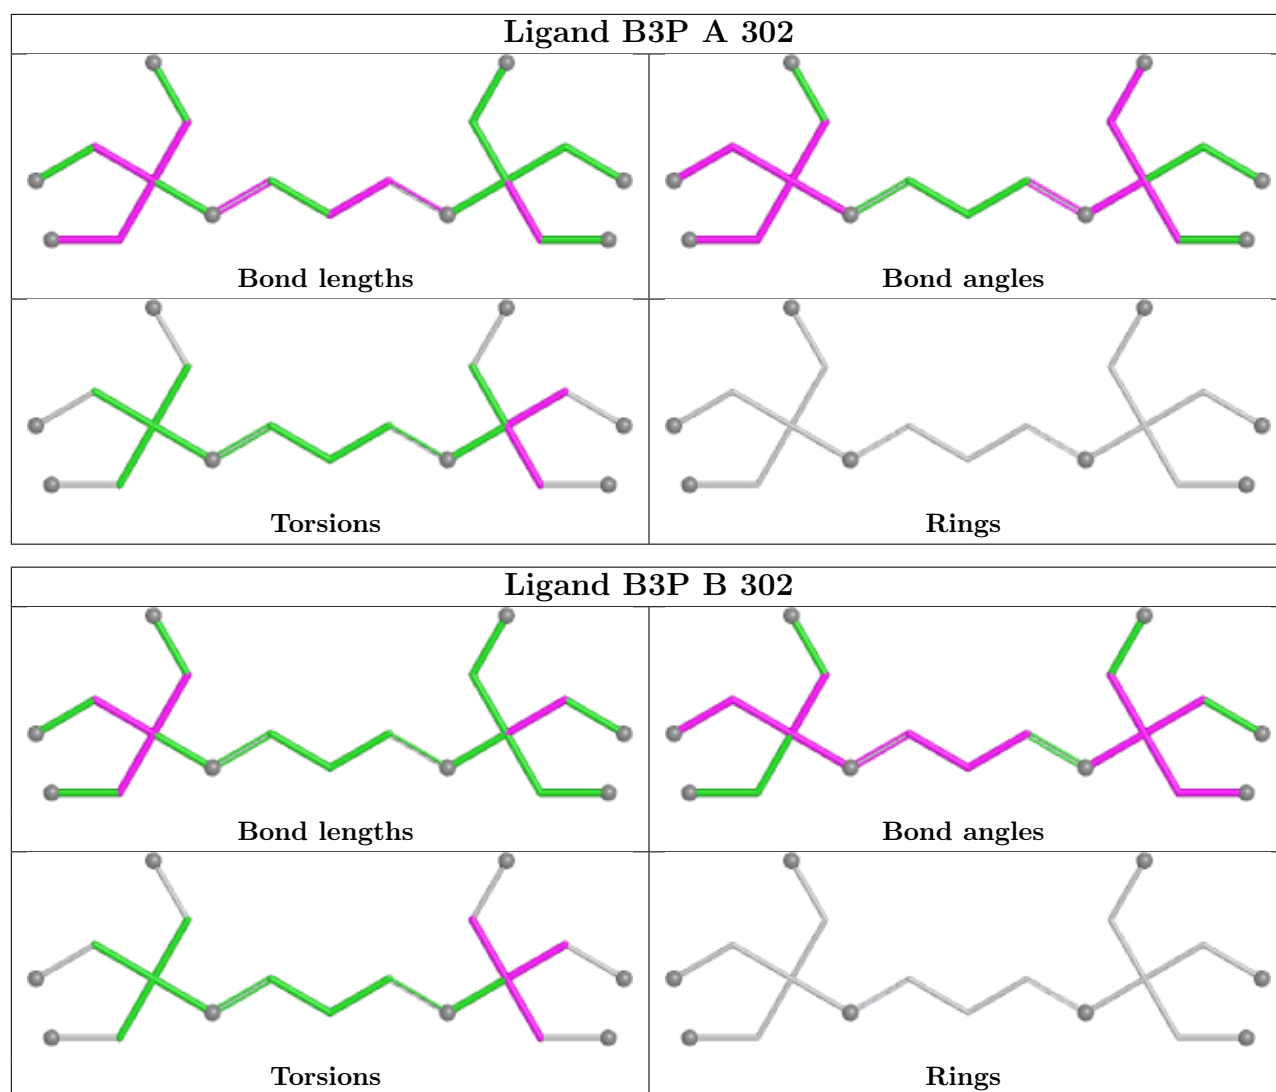 Ligand B3P A 302
Bond lengths
Bond angles
Torsions
Rings
Ligand B3P B 302
Bond lengths
Bond angles
Torsions
Rings